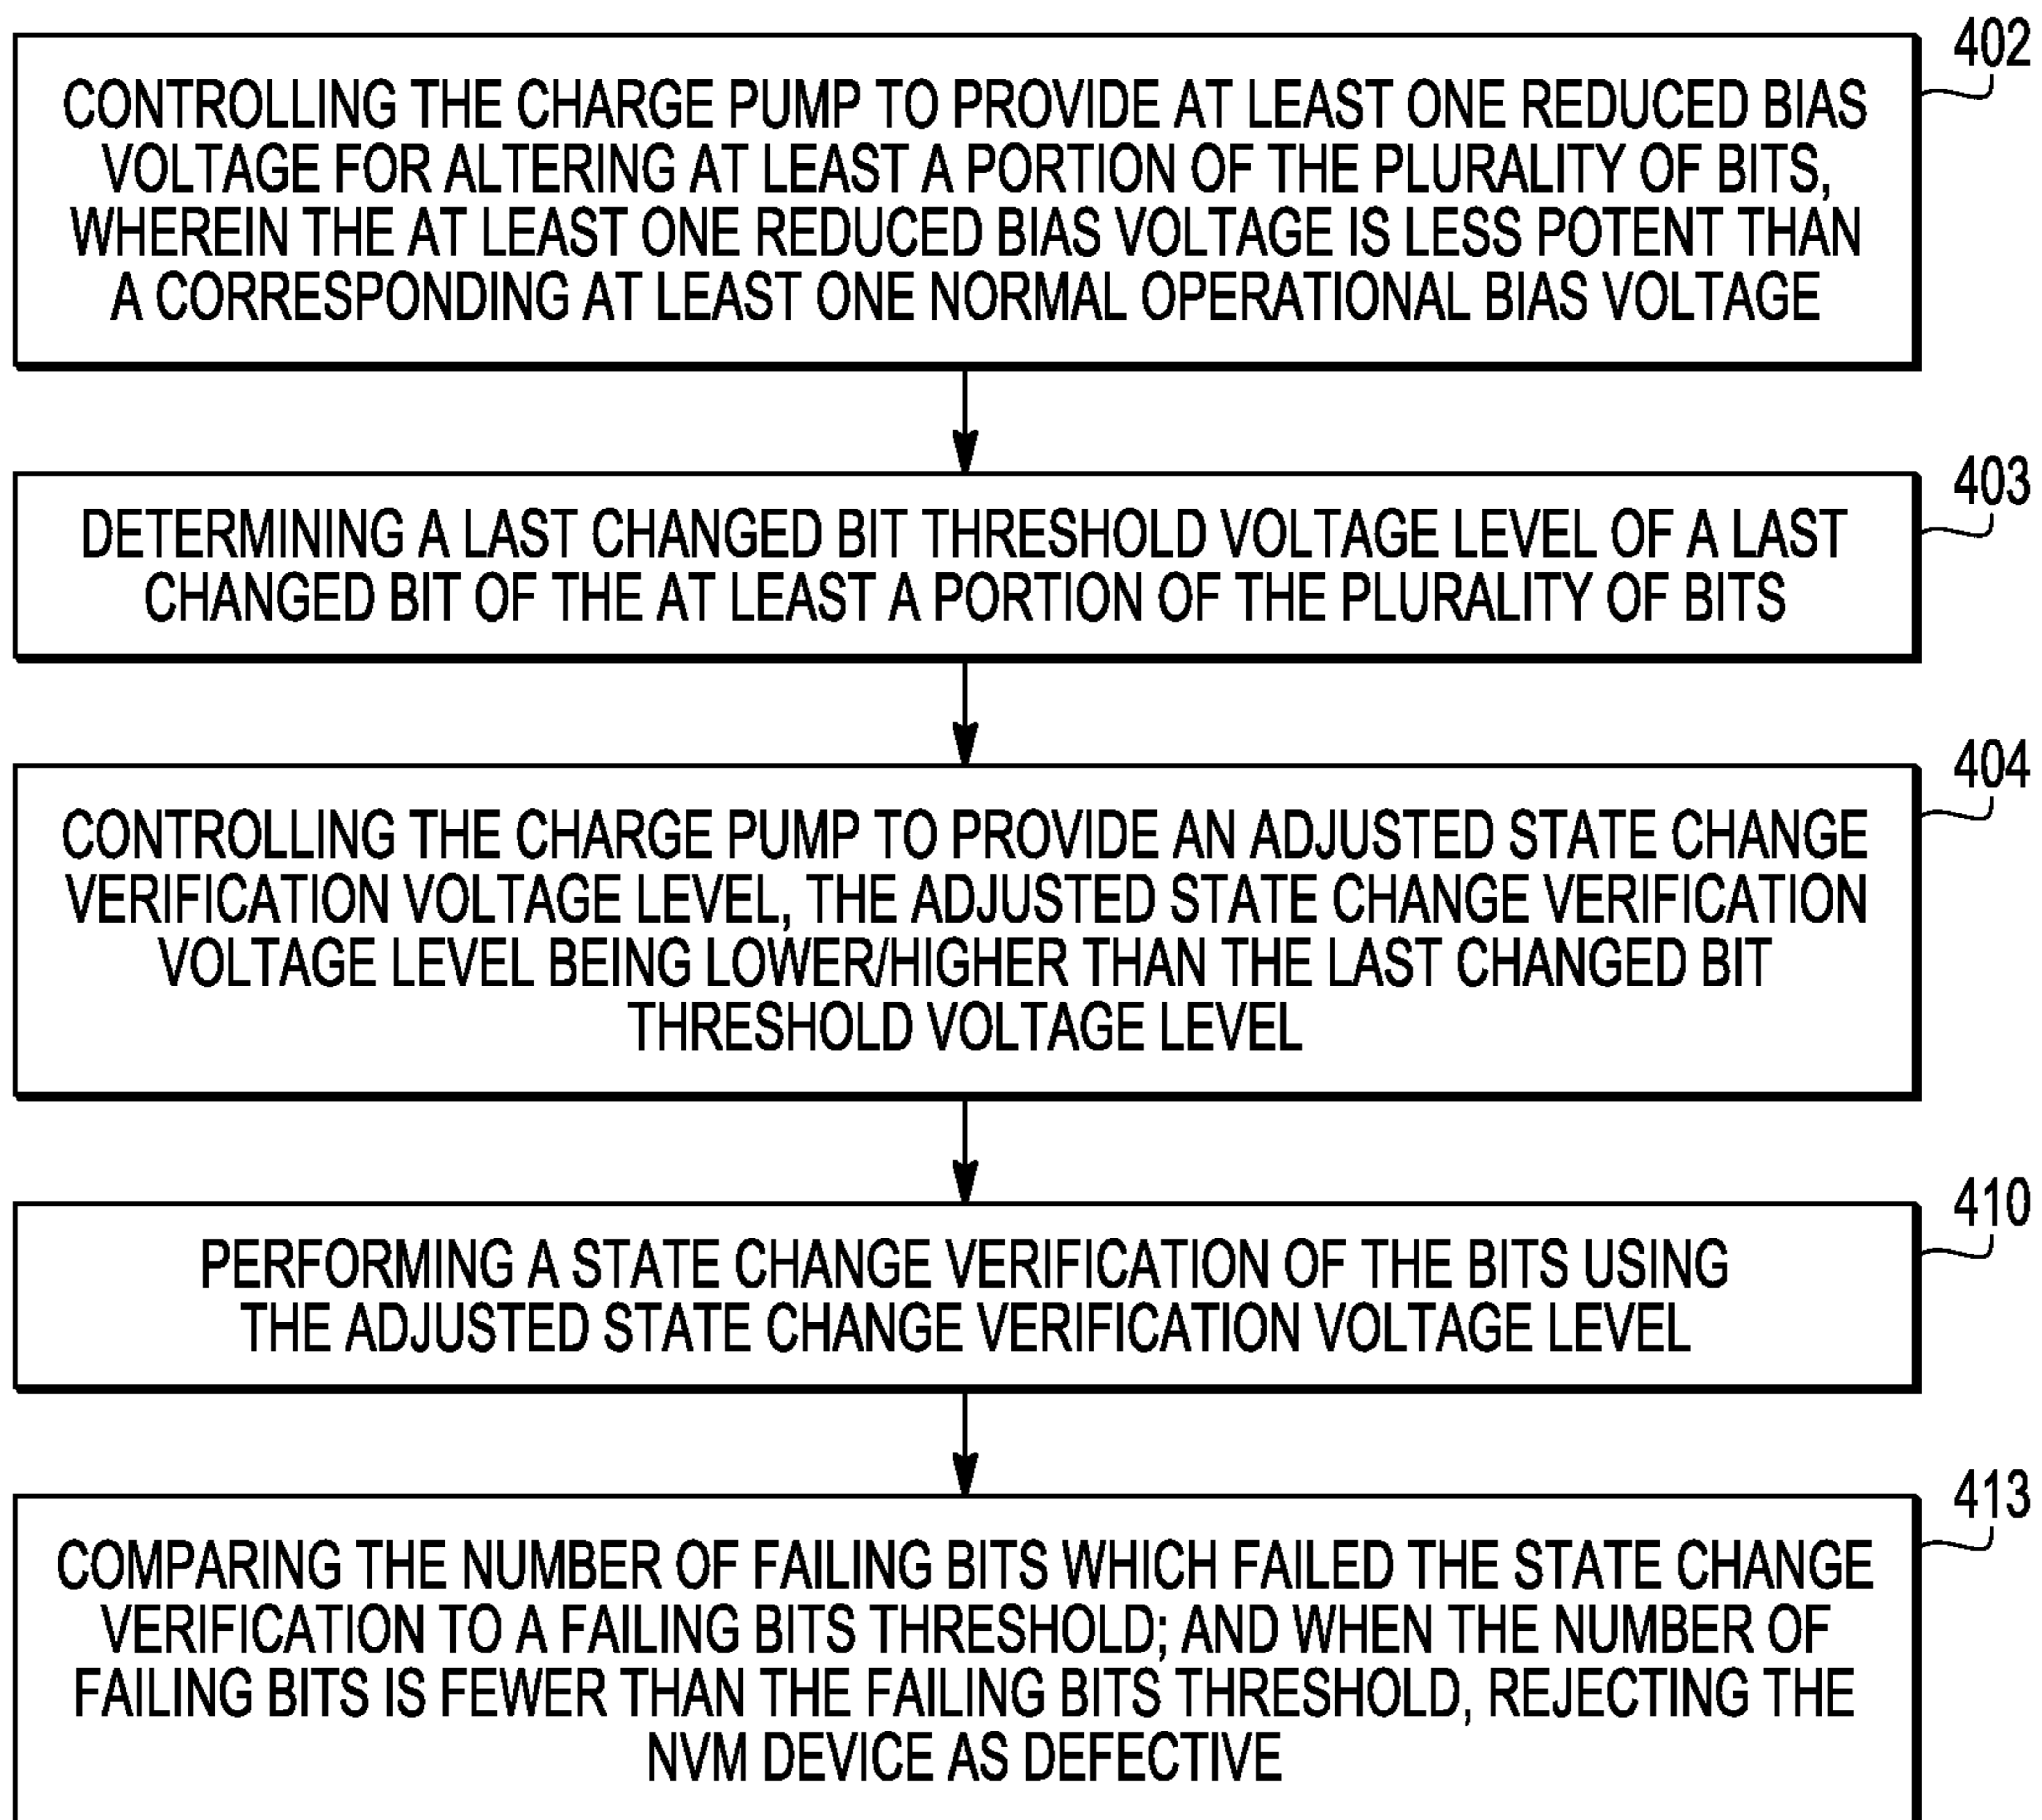 402
CONTROLLING THE CHARGE PUMP TO PROVIDE AT LEAST ONE REDUCED BIAS
VOLTAGE FOR ALTERING AT LEAST A PORTION OF THE PLURALITY OF BITS,
WHEREIN THE AT LEAST ONE REDUCED BIAS VOLTAGE IS LESS POTENT THAN
A CORRESPONDING AT LEAST ONE NORMAL OPERATIONAL BIAS VOLTAGE
403
DETERMINING A LAST CHANGED BIT THRESHOLD VOLTAGE LEVEL OF A LAST
CHANGED BIT OF THE AT LEAST A PORTION OF THE PLURALITY OF BITS
404
CONTROLLING THE CHARGE PUMP TO PROVIDE AN ADJUSTED STATE CHANGE
VERIFICATION VOLTAGE LEVEL, THE ADJUSTED STATE CHANGE VERIFICATION
VOLTAGE LEVEL BEING LOWER/HIGHER THAN THE LAST CHANGED BIT
THRESHOLD VOLTAGE LEVEL
410
PERFORMING A STATE CHANGE VERIFICATION OF THE BITS USING
THE ADJUSTED STATE CHANGE VERIFICATION VOLTAGE LEVEL
413
COMPARING THE NUMBER OF FAILING BITS WHICH FAILED THE STATE CHANGE
VERIFICATION TO A FAILING BITS THRESHOLD; AND WHEN THE NUMBER OF
FAILING BITS IS FEWER THAN THE FAILING BITS THRESHOLD, REJECTING THE
NVM DEVICE AS DEFECTIVE